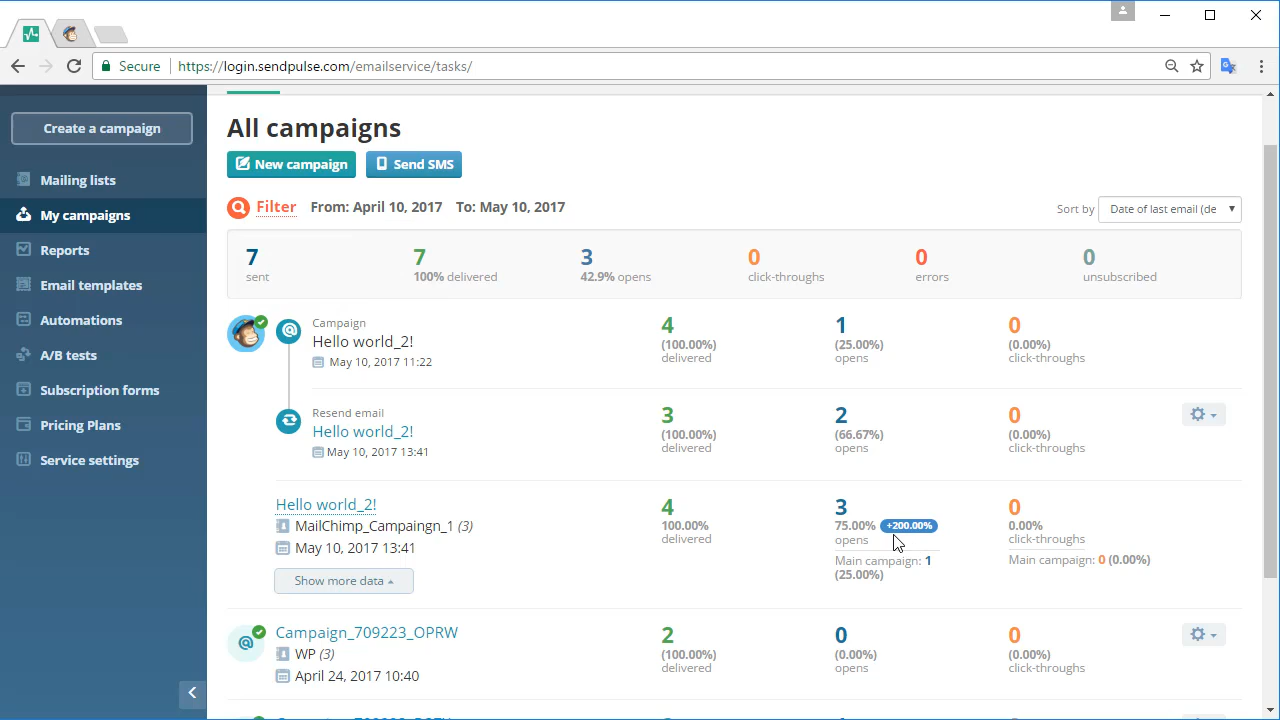 Secure https://login.sendpulse.com/emailservice/tasks/
Create a campaign
Mailing lists
My campaigns
Reports
Email templates
Automations
A/B tests
Subscription forms
Pricing Plans
Service settings
All campaigns
New campaign Send SMS
Filter From: April 10, 2017 To: May 10, 2017 Sort by Date of last email (de
7 7 3 0 0 0
sent 100% delivered 42.9% opens click-throughs errors unsubscribed
Campaign 4 1 0
Hello world_2! (100.00%) (25.00%) (0.00%)
May 10, 2017 11:22 delivered opens click-throughs
Resend email 3 2 0
Hello world_2! (100.00%) (66.67%) (0.00%)
May 10, 2017 13:41 delivered opens click-throughs
Hello world_2! 4 3 0
MailChimp_Campaingn_1 (3) 100.00% 75.00% +200.00% 0.00%
May 10, 2017 13:41 delivered opens click-throughs
Main campaign: 1 Main campaign: 0 (0.00%)
(25.00%)
Show more data
Campaign_709223_OPRW 2 0 0
WP (3) (100.00%) (0.00%) (0.00%)
April 24, 2017 10:40 delivered opens click-throughs